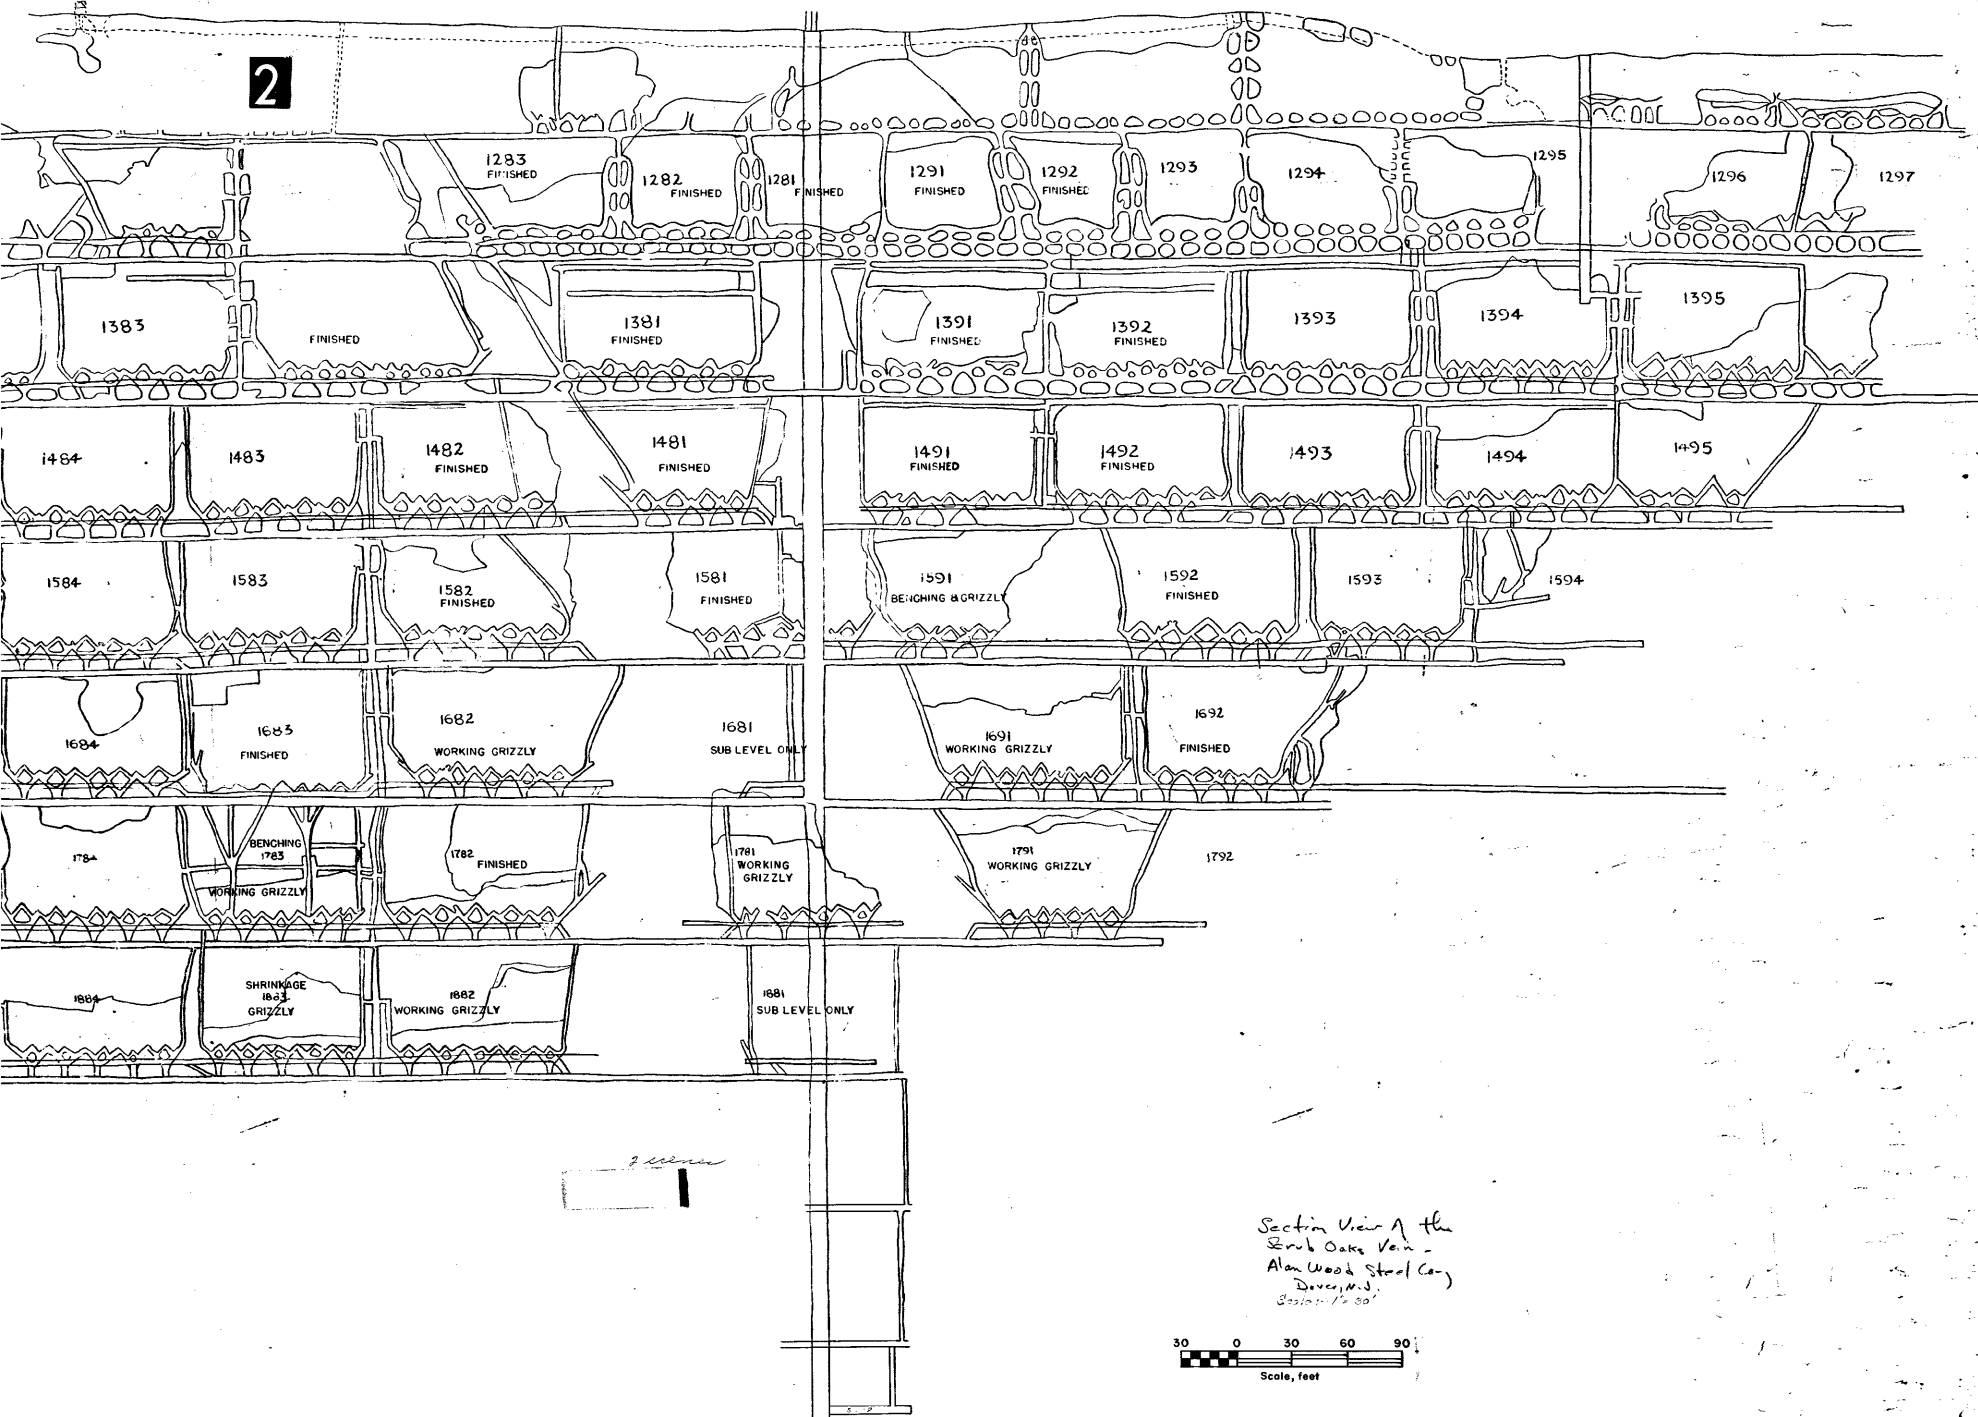 2
1283
FINISHED
1282
FINISHED
1281
FINISHED
1291
FINISHED
1292
FINISHED
1293
1294
1295
1296
1297
1383
FINISHED
1381
FINISHED
1391
FINISHED
1392
FINISHED
1393
1394
1395
1484
1483
1482
FINISHED
1481
FINISHED
1491
FINISHED
1492
FINISHED
1493
1494
1495
1584
1583
1582
FINISHED
1581
FINISHED
1591
BENCHING & GRIZZLY
1592
FINISHED
1593
1594
1684
1683
FINISHED
1682
WORKING GRIZZLY
1681
SUB LEVEL ONLY
1691
WORKING GRIZZLY
1692
FINISHED
1784
BENCHING
1783
WORKING GRIZZLY
1782
FINISHED
1781
WORKING
GRIZZLY
1791
WORKING GRIZZLY
1792
1884
SHRINKAGE
1883
GRIZZLY
1882
WORKING GRIZZLY
1881
SUB LEVEL ONLY
Section View of the
Scrub Oaks Vein -
Alan Wood Steel
Dover, N.J.
30 0 30 60 90
Scale, feet